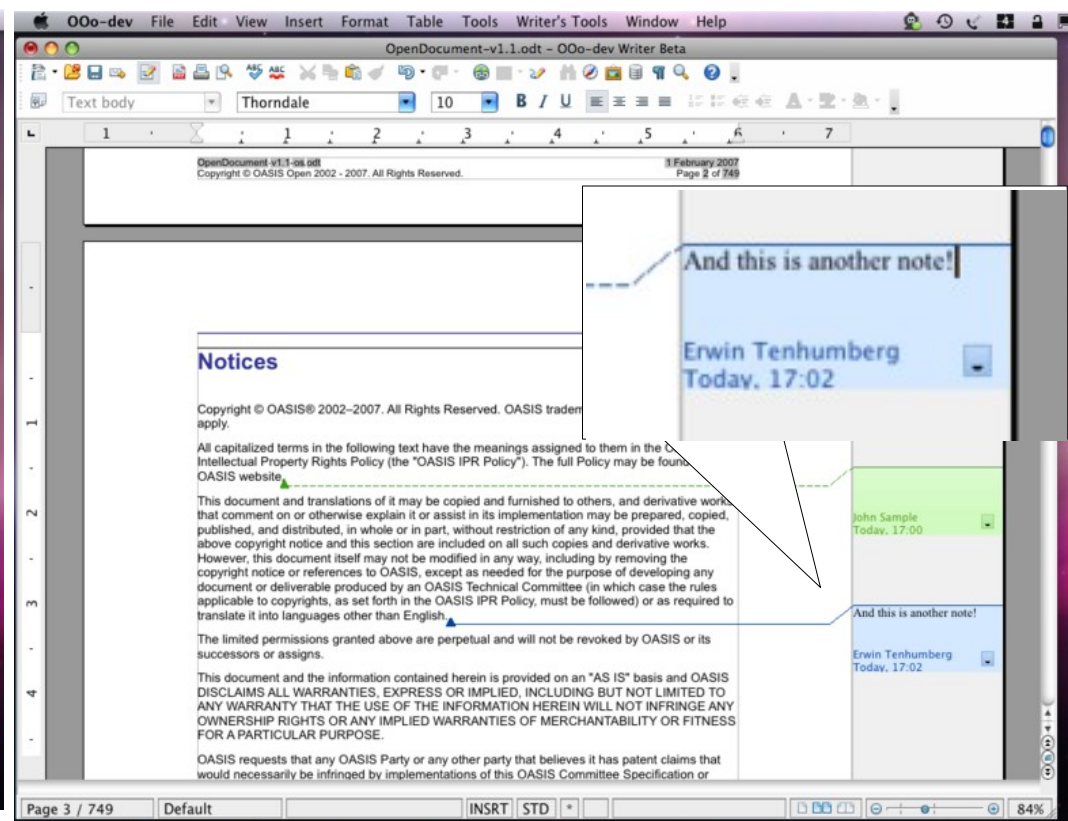 OOo-dev File Edit View Insert Format Table Tools Writer's Tools Window Help
OpenDocument-v1.1.odt - OOo-dev Writer Beta
Text body Thorndale 10 B I U
1 1 2 3 4 5 6 7
OpenDocument-v1.1-os.odt 1 February 2007
Copyright © OASIS Open 2002 - 2007. All Rights Reserved. Page 2 of 749
And this is another note!
Erwin Tenhumberg
Today, 17:02
Notices
Copyright © OASIS® 2002–2007. All Rights Reserved. OASIS tradem
apply.
All capitalized terms in the following text have the meanings assigned to them in the O
Intellectual Property Rights Policy (the "OASIS IPR Policy"). The full Policy may be found
OASIS website.
This document and translations of it may be copied and furnished to others, and derivative works
that comment on or otherwise explain it or assist in its implementation may be prepared, copied,
published, and distributed, in whole or in part, without restriction of any kind, provided that the
above copyright notice and this section are included on all such copies and derivative works.
However, this document itself may not be modified in any way, including by removing the
copyright notice or references to OASIS, except as needed for the purpose of developing any
document or deliverable produced by an OASIS Technical Committee (in which case the rules
applicable to copyrights, as set forth in the OASIS IPR Policy, must be followed) or as required to
translate it into languages other than English.
John Sample
Today, 17:00
And this is another note!
Erwin Tenhumberg
Today, 17:02
The limited permissions granted above are perpetual and will not be revoked by OASIS or its
successors or assigns.
This document and the information contained herein is provided on an "AS IS" basis and OASIS
DISCLAIMS ALL WARRANTIES, EXPRESS OR IMPLIED, INCLUDING BUT NOT LIMITED TO
ANY WARRANTY THAT THE USE OF THE INFORMATION HEREIN WILL NOT INFRINGE ANY
OWNERSHIP RIGHTS OR ANY IMPLIED WARRANTIES OF MERCHANTABILITY OR FITNESS
FOR A PARTICULAR PURPOSE.
OASIS requests that any OASIS Party or any other party that believes it has patent claims that
would necessarily be infringed by implementations of this OASIS Committee Specification or
1
2
3
4
Page 3 / 749 Default INSRT STD * 84%